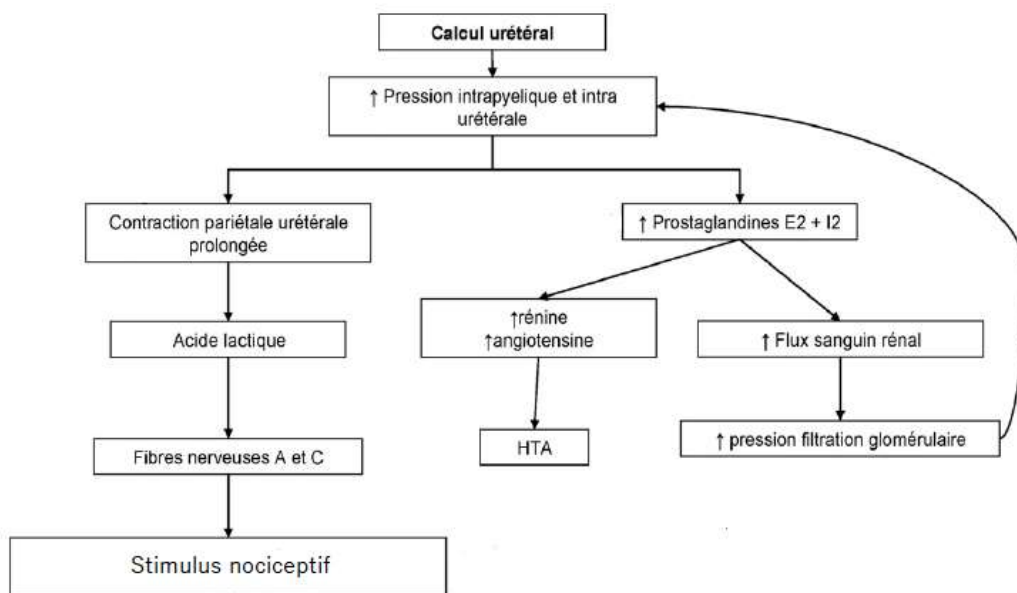 Calcul urétéral
↑ Pression intrapyelique et intra
urétérale
Contraction pariétale urétérale
prolongée
↑ Prostaglandines E2 + I2
Acide lactique
↑rénine
↑angiotensine
↑ Flux sanguin rénal
Fibres nerveuses A et C
HTA
↑ pression filtration glomérulaire
Stimulus nociceptif